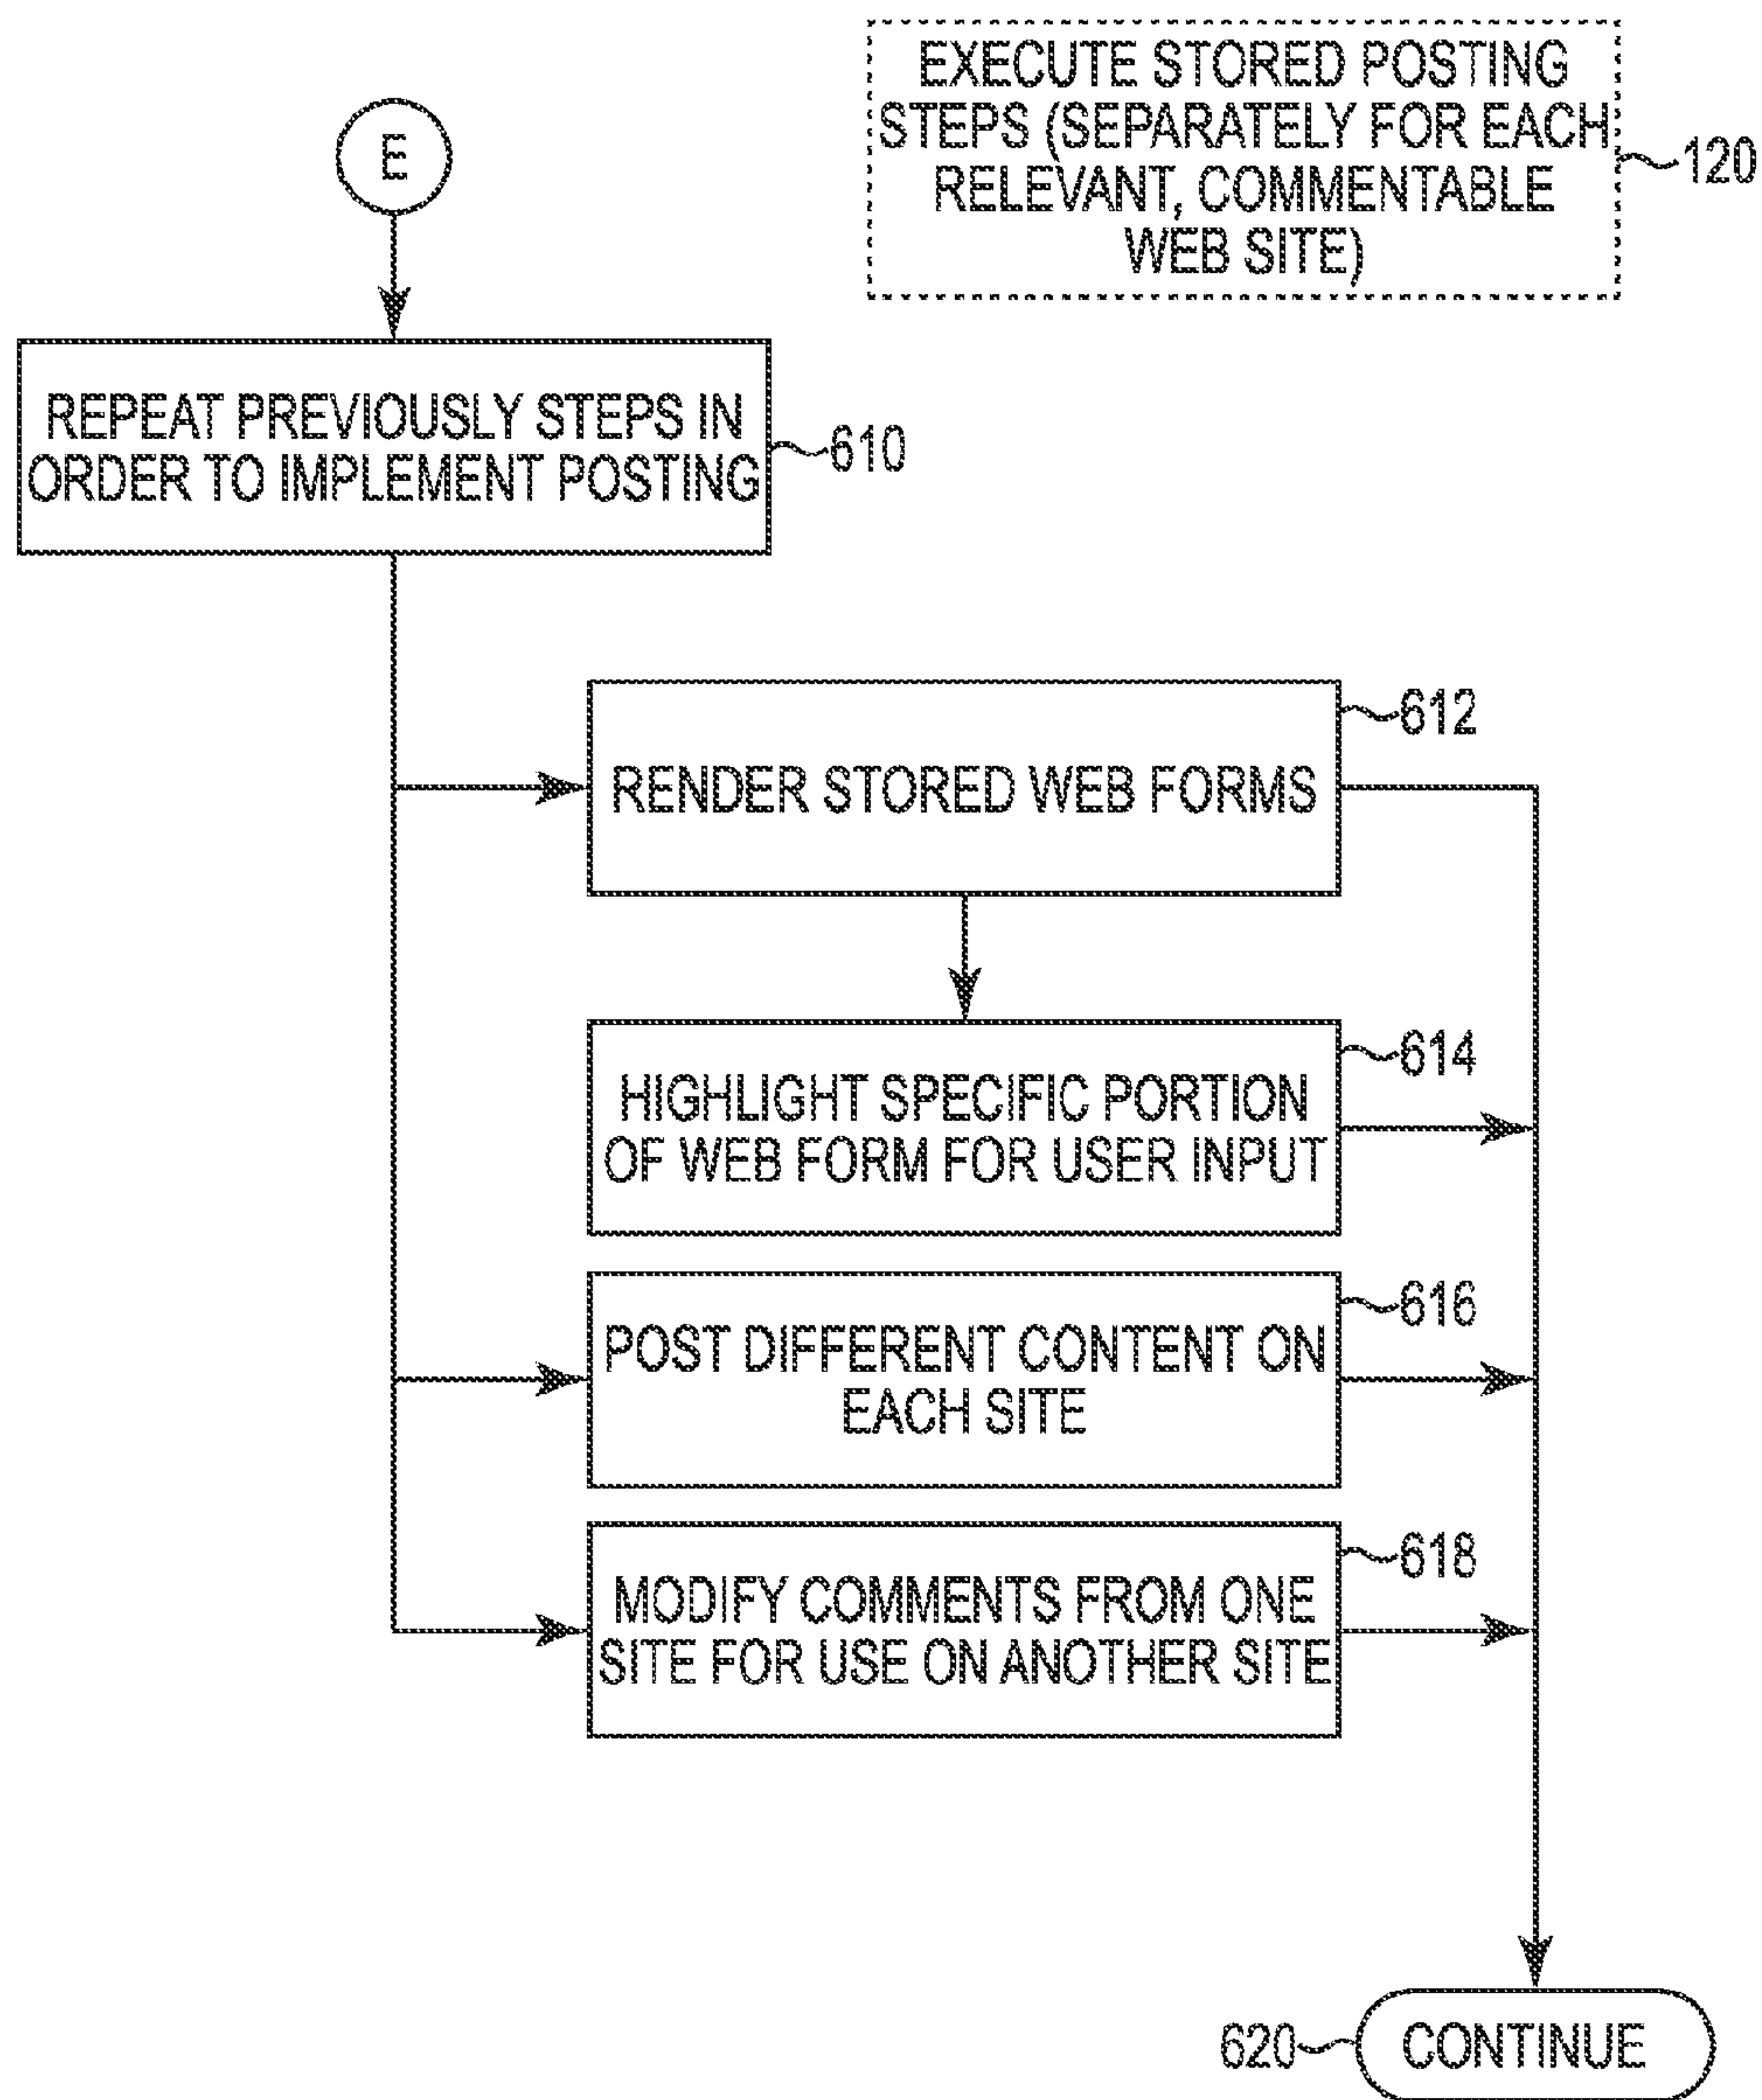 EXECUTE STORED POSTING
STEPS (SEPARATELY FOR EACH
RELEVANT, COMMENTABLE
WEB SITE)
120
E
REPEAT PREVIOUSLY STEPS IN
ORDER TO IMPLEMENT POSTING
610
612
RENDER STORED WEB FORMS
614
HIGHLIGHT SPECIFIC PORTION
OF WEB FORM FOR USER INPUT
616
POST DIFFERENT CONTENT ON
EACH SITE
618
MODIFY COMMENTS FROM ONE
SITE FOR USE ON ANOTHER SITE
620
CONTINUE